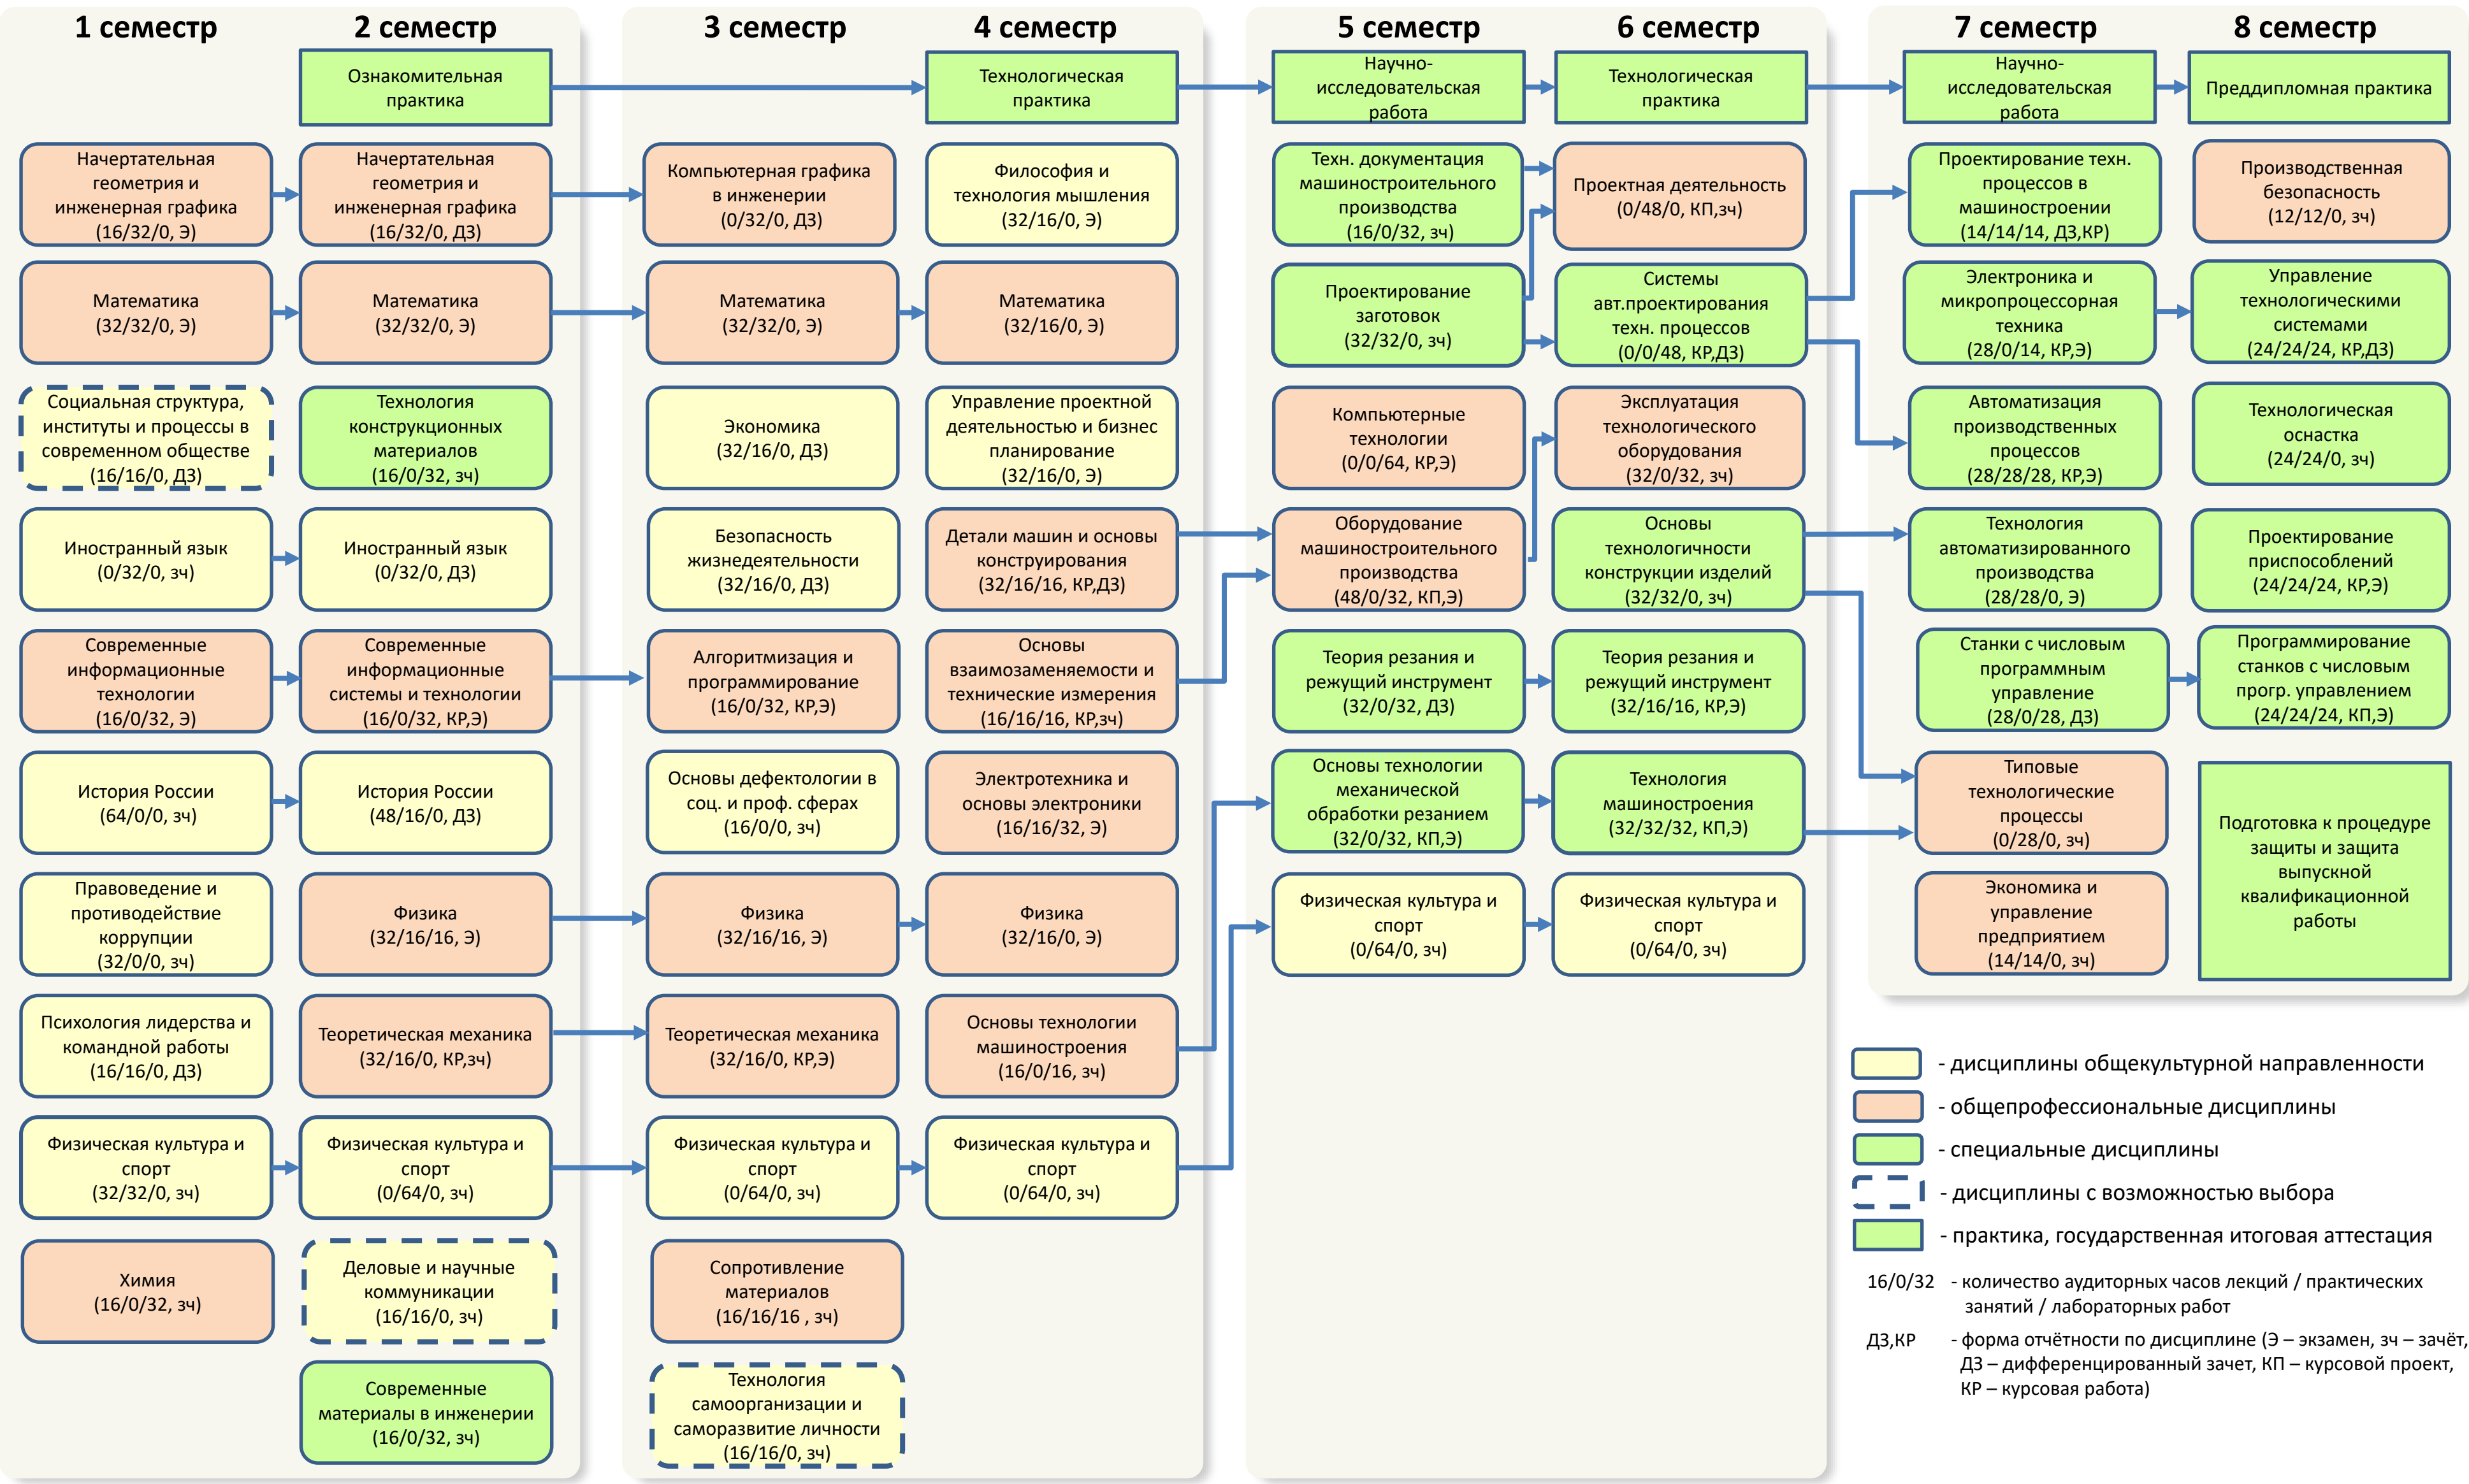 1 семестр
2 семестр
Ознакомительная
практика
Начертательная
геометрия и
инженерная графика
(16/32/0, Э)
Начертательная
геометрия и
инженерная графика
(16/32/0, ДЗ)
Математика
(32/32/0, Э)
Математика
(32/32/0, Э)
Социальная структура,
институты и процессы в
современном обществе
(16/16/0, ДЗ)
Технология
конструкционных
материалов
(16/0/32, зч)
Иностранный язык
(0/32/0, зч)
Иностранный язык
(0/32/0, ДЗ)
Современные
информационные
технологии
(16/0/32, Э)
Современные
информационные
системы и технологии
(16/0/32, КР,Э)
История России
(64/0/0, зч)
История России
(48/16/0, ДЗ)
Правоведение и
противодействие
коррупции
(32/0/0, зч)
Физика
(32/16/16, Э)
Психология лидерства и
командной работы
(16/16/0, ДЗ)
Теоретическая механика
(32/16/0, КР,зч)
Физическая культура и
спорт
(32/32/0, зч)
Физическая культура и
спорт
(0/64/0, зч)
Химия
(16/0/32, зч)
Деловые и научные
коммуникации
(16/16/0, зч)
Современные
материалы в инженерии
(16/0/32, зч)
3 семестр
4 семестр
Технологическая
практика
Компьютерная графика
в инженерии
(0/32/0, ДЗ)
Философия и
технология мышления
(32/16/0, Э)
Математика
(32/32/0, Э)
Математика
(32/16/0, Э)
Экономика
(32/16/0, ДЗ)
Управление проектной
деятельностью и бизнес
планирование
(32/16/0, Э)
Безопасность
жизнедеятельности
(32/16/0, ДЗ)
Детали машин и основы
конструирования
(32/16/16, КР,ДЗ)
Алгоритмизация и
программирование
(16/0/32, КР,Э)
Основы
взаимозаменяемости и
технические измерения
(16/16/16, КР,зч)
Основы дефектологии в
соц. и проф. сферах
(16/0/0, зч)
Электротехника и
основы электроники
(16/16/32, Э)
Физика
(32/16/16, Э)
Физика
(32/16/0, Э)
Теоретическая механика
(32/16/0, КР,Э)
Основы технологии
машиностроения
(16/0/16, зч)
Физическая культура и
спорт
(0/64/0, зч)
Физическая культура и
спорт
(0/64/0, зч)
Сопротивление
материалов
(16/16/16 , зч)
Технология
самоорганизации и
саморазвитие личности
(16/16/0, зч)
5 семестр
6 семестр
Научно-
исследовательская
работа
Технологическая
практика
Техн. документация
машиностроительного
производства
(16/0/32, зч)
Проектная деятельность
(0/48/0, КП,зч)
Проектирование
заготовок
(32/32/0, зч)
Системы
авт.проектирования
техн. процессов
(0/0/48, КР,ДЗ)
Компьютерные
технологии
(0/0/64, КР,Э)
Эксплуатация
технологического
оборудования
(32/0/32, зч)
Оборудование
машиностроительного
производства
(48/0/32, КП,Э)
Основы
технологичности
конструкции изделий
(32/32/0, зч)
Теория резания и
режущий инструмент
(32/0/32, ДЗ)
Теория резания и
режущий инструмент
(32/16/16, КР,Э)
Основы технологии
механической
обработки резанием
(32/0/32, КП,Э)
Технология
машиностроения
(32/32/32, КП,Э)
Физическая культура и
спорт
(0/64/0, зч)
Физическая культура и
спорт
(0/64/0, зч)
7 семестр
8 семестр
Научно-
исследовательская
работа
Преддипломная практика
Проектирование техн.
процессов в
машиностроении
(14/14/14, ДЗ,КР)
Производственная
безопасность
(12/12/0, зч)
Электроника и
микропроцессорная
техника
(28/0/14, КР,Э)
Управление
технологическими
системами
(24/24/24, КР,ДЗ)
Автоматизация
производственных
процессов
(28/28/28, КР,Э)
Технологическая
оснастка
(24/24/0, зч)
Технология
автоматизированного
производства
(28/28/0, Э)
Проектирование
приспособлений
(24/24/24, КР,Э)
Станки с числовым
программным
управление
(28/0/28, ДЗ)
Программирование
станков с числовым
прогр. управлением
(24/24/24, КП,Э)
Типовые
технологические
процессы
(0/28/0, зч)
Экономика и
управление
предприятием
(14/14/0, зч)
Подготовка к процедуре
защиты и защита
выпускной
квалификационной
работы
- дисциплины общекультурной направленности
- общепрофессиональные дисциплины
- специальные дисциплины
- дисциплины с возможностью выбора
- практика, государственная итоговая аттестация
16/0/32 - количество аудиторных часов лекций / практических
занятий / лабораторных работ
ДЗ,КР - форма отчётности по дисциплине (Э – экзамен, зч – зачёт,
ДЗ – дифференцированный зачет, КП – курсовой проект,
КР – курсовая работа)